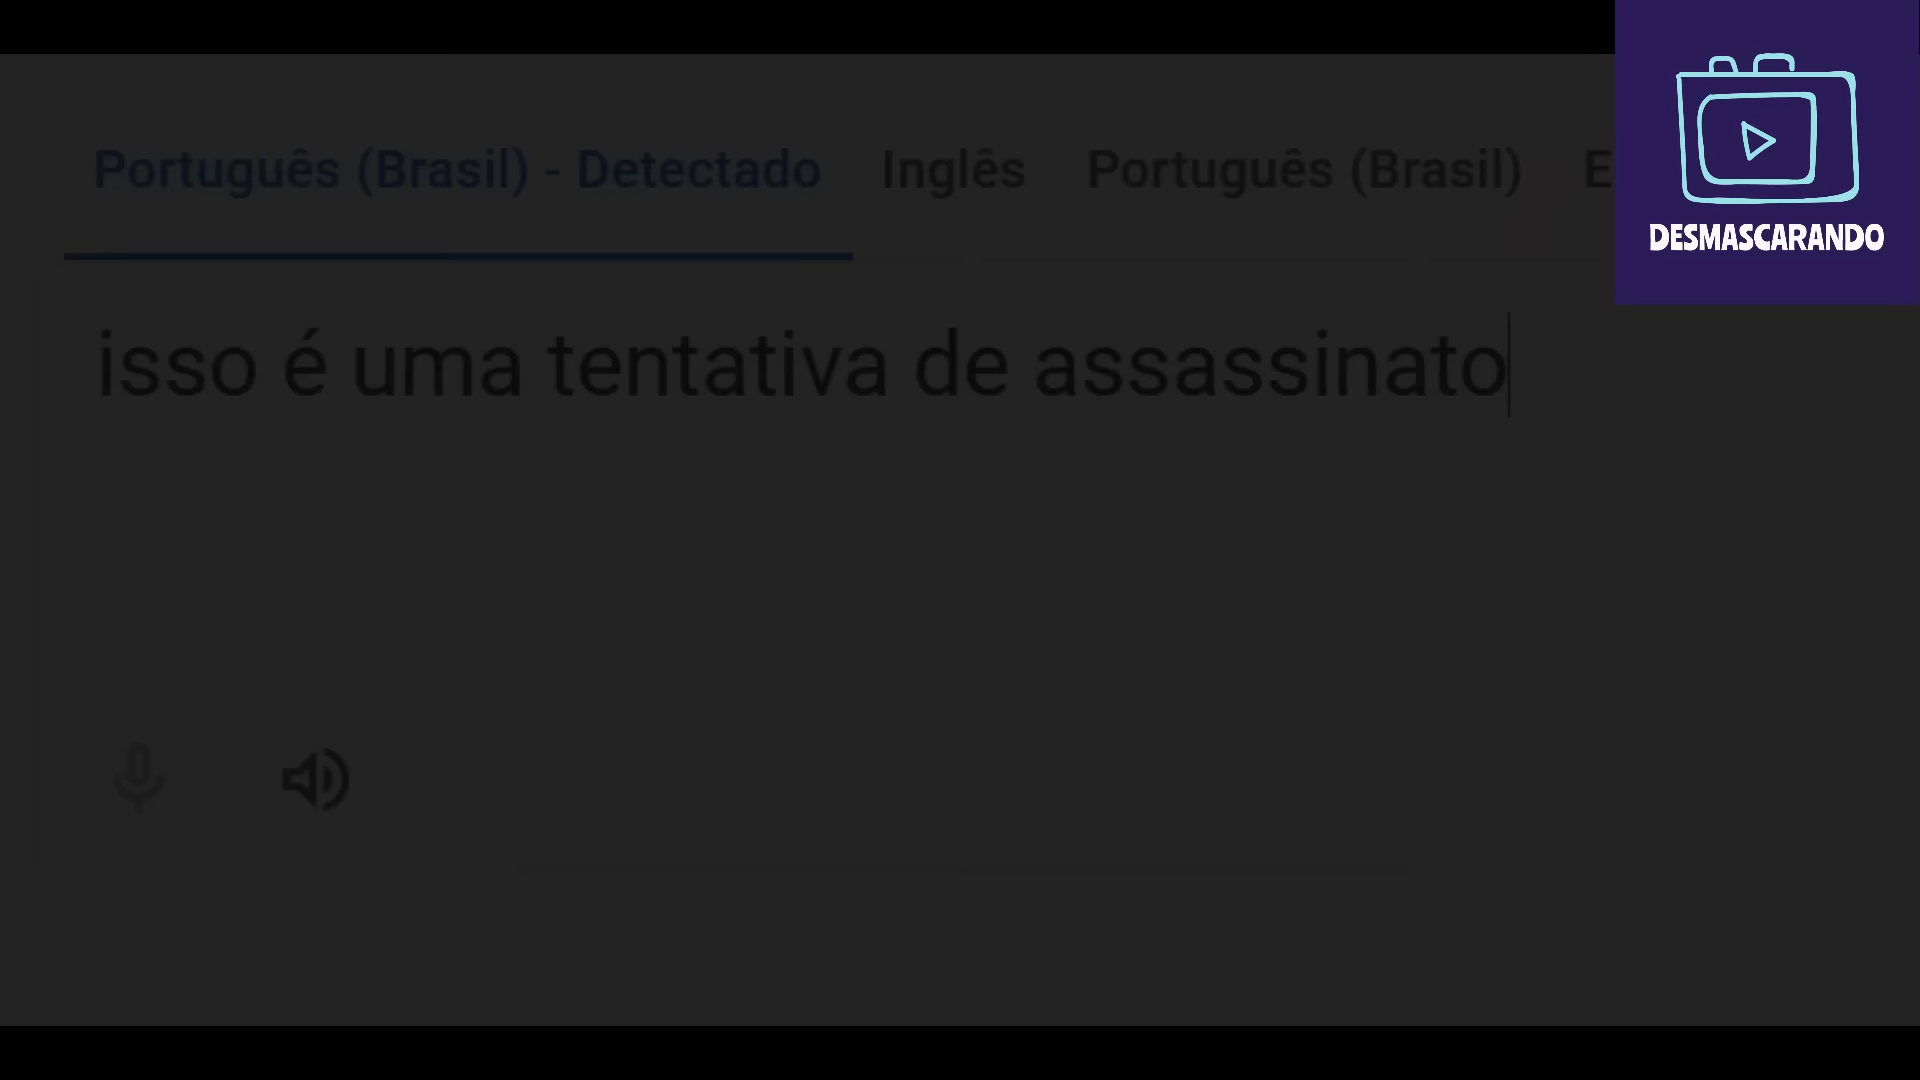 Português (Brasil) - Detectado Inglês Português (Brasil) E
DESMASCARANDO
isso é uma tentativa de assassinato